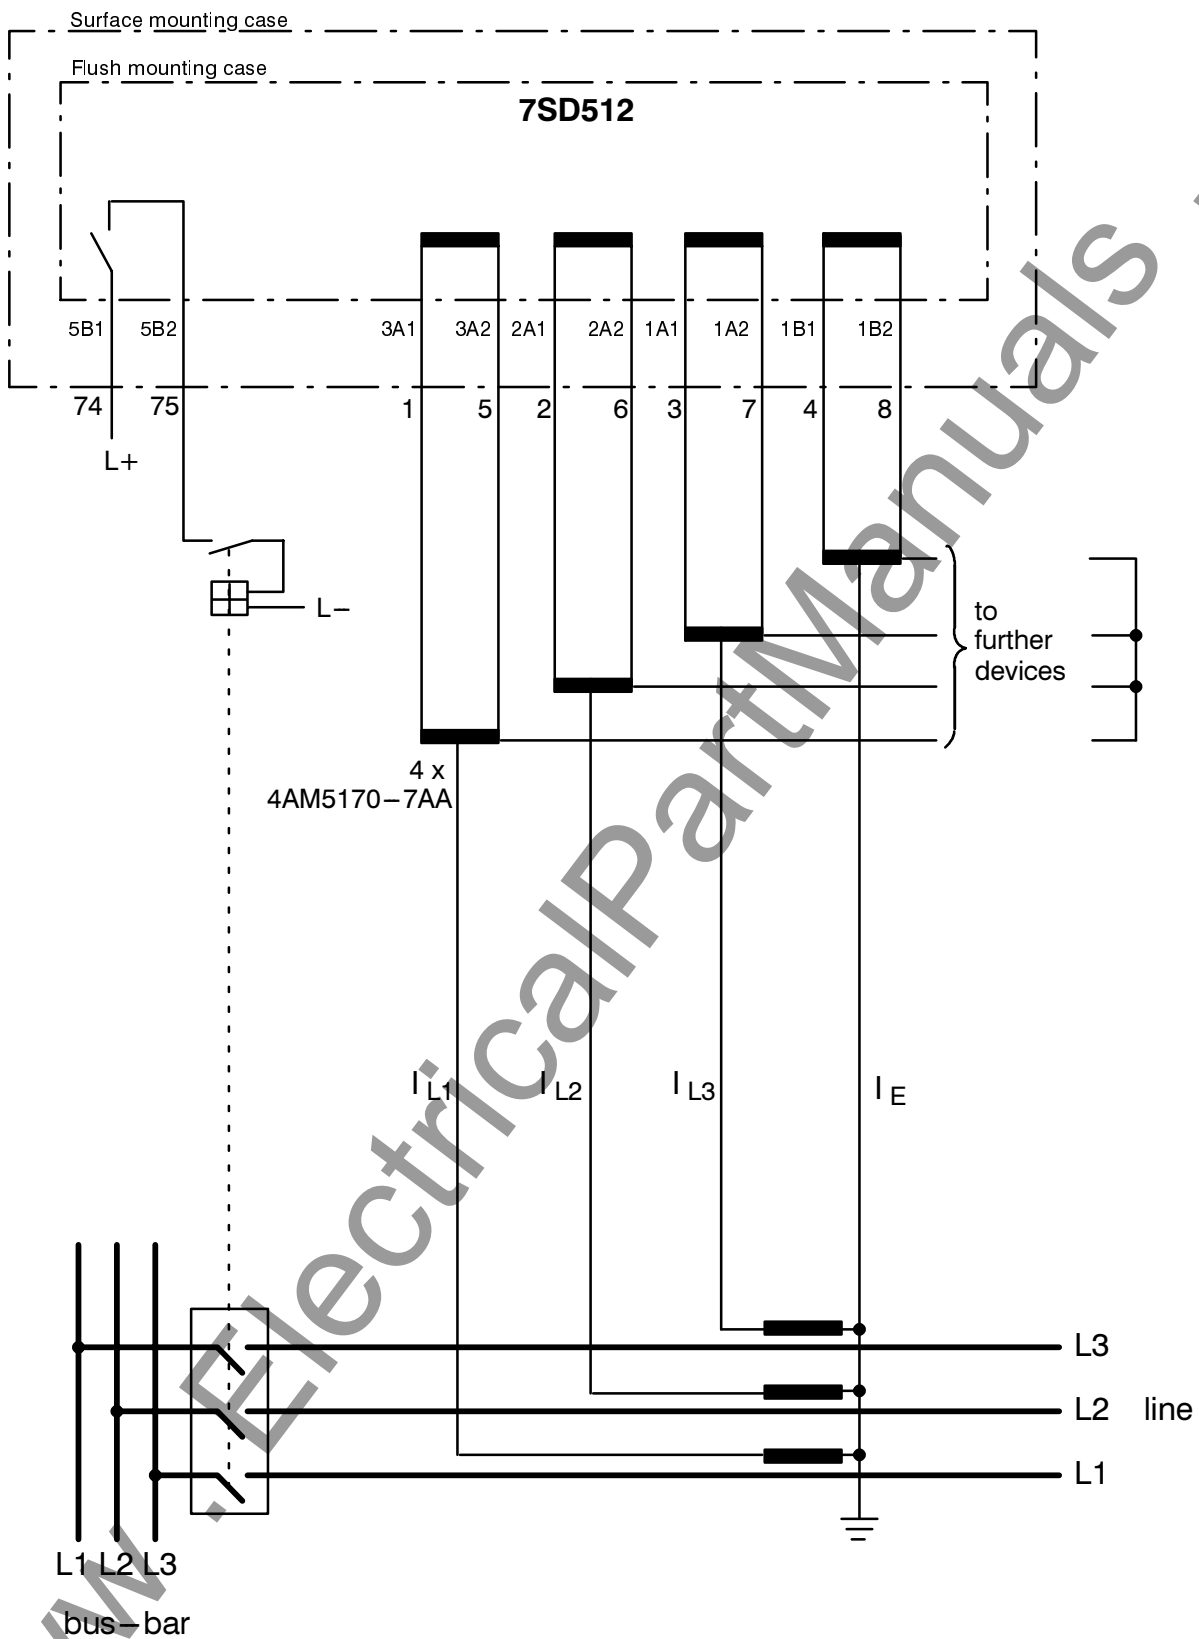 Surface mounting case
Flush mounting case
7SD512
5B1 5B2 3A1 3A2 2A1 2A2 1A1 1A2 1B1 1B2
74 75 1 5 2 6 3 7 4 8
L+
L−
to
further
devices
4 x
4AM5170−7AA
I L1 I L2 I L3 I E
L3
L2 line
L1
L1 L2 L3
bus−bar
w.ElectricalPartManuals